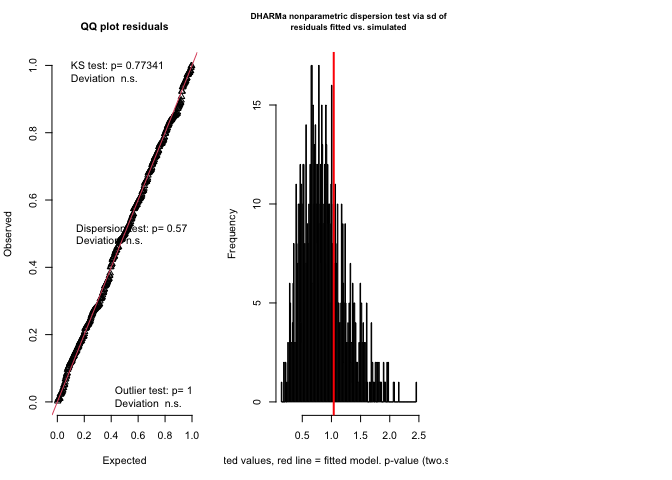 QQ plot residuals
KS test: p= 0.77341
Deviation n.s.
Dispersion test: p= 0.57
Deviation n.s.
Outlier test: p= 1
Deviation n.s.
Observed
0.0 0.2 0.4 0.6 0.8 1.0
0.0 0.2 0.4 0.6 0.8 1.0
Expected
DHARMa nonparametric dispersion test via sd of
residuals fitted vs. simulated
Frequency
0 5 10 15
0.5 1.0 1.5 2.0 2.5
ted values, red line = fitted model. p-value (two.s